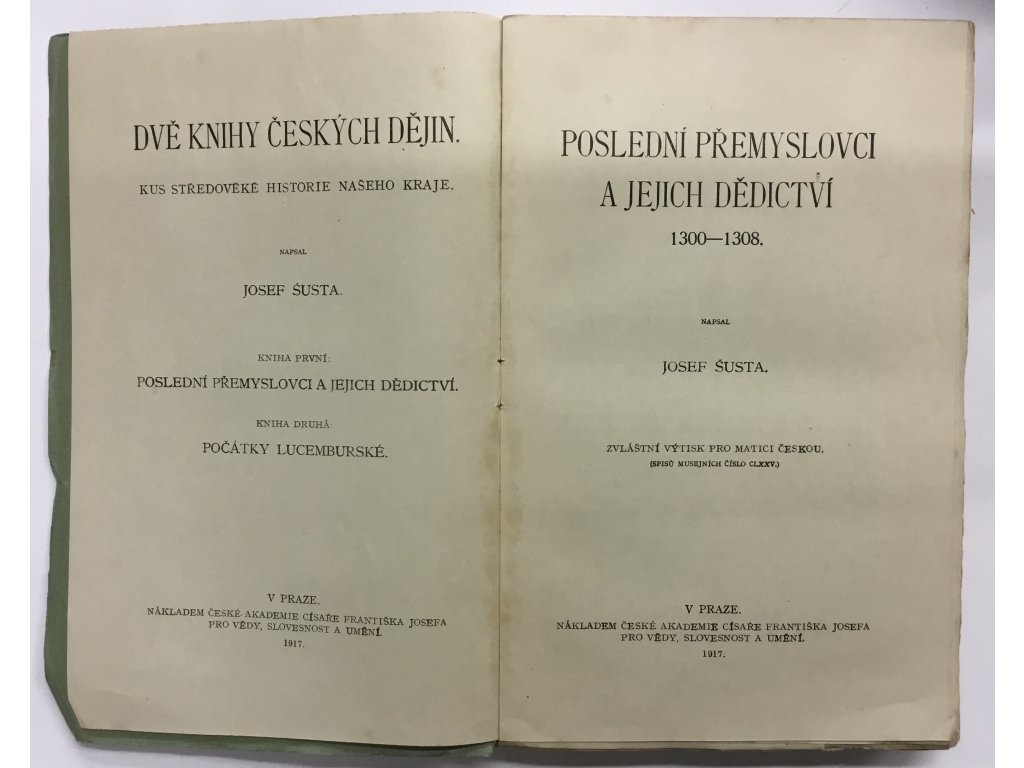 DVĚ KNIHY ČESKÝCH DĚJIN.
KUS STŘEDOVĚKÉ HISTORIE NAŠEHO KRAJE.
NAPSAL
JOSEF ŠUSTA.
KNIHA PRVNÍ:
POSLEDNÍ PŘEMYSLOVCI A JEJICH DĚDICTVÍ.
KNIHA DRUHÁ:
POČÁTKY LUCEMBURSKÉ.
V PRAZE.
NÁKLADEM ČESKÉ AKADEMIE CÍSAŘE FRANTIŠKA JOSEFA
PRO VĚDY, SLOVESNOST A UMĚNÍ.
1917.
POSLEDNÍ PŘEMYSLOVCI
A JEJICH DĚDICTVÍ
1300—1308.
NAPSAL
JOSEF ŠUSTA.
ZVLÁŠTNÍ VÝTISK PRO MATICI ČESKOU.
(SPISŮ MUSEJNÍCH ČÍSLO CLXXV.)
V PRAZE.
NÁKLADEM ČESKÉ AKADEMIE CÍSAŘE FRANTIŠKA JOSEFA
PRO VĚDY, SLOVESNOST A UMĚNÍ.
1917.